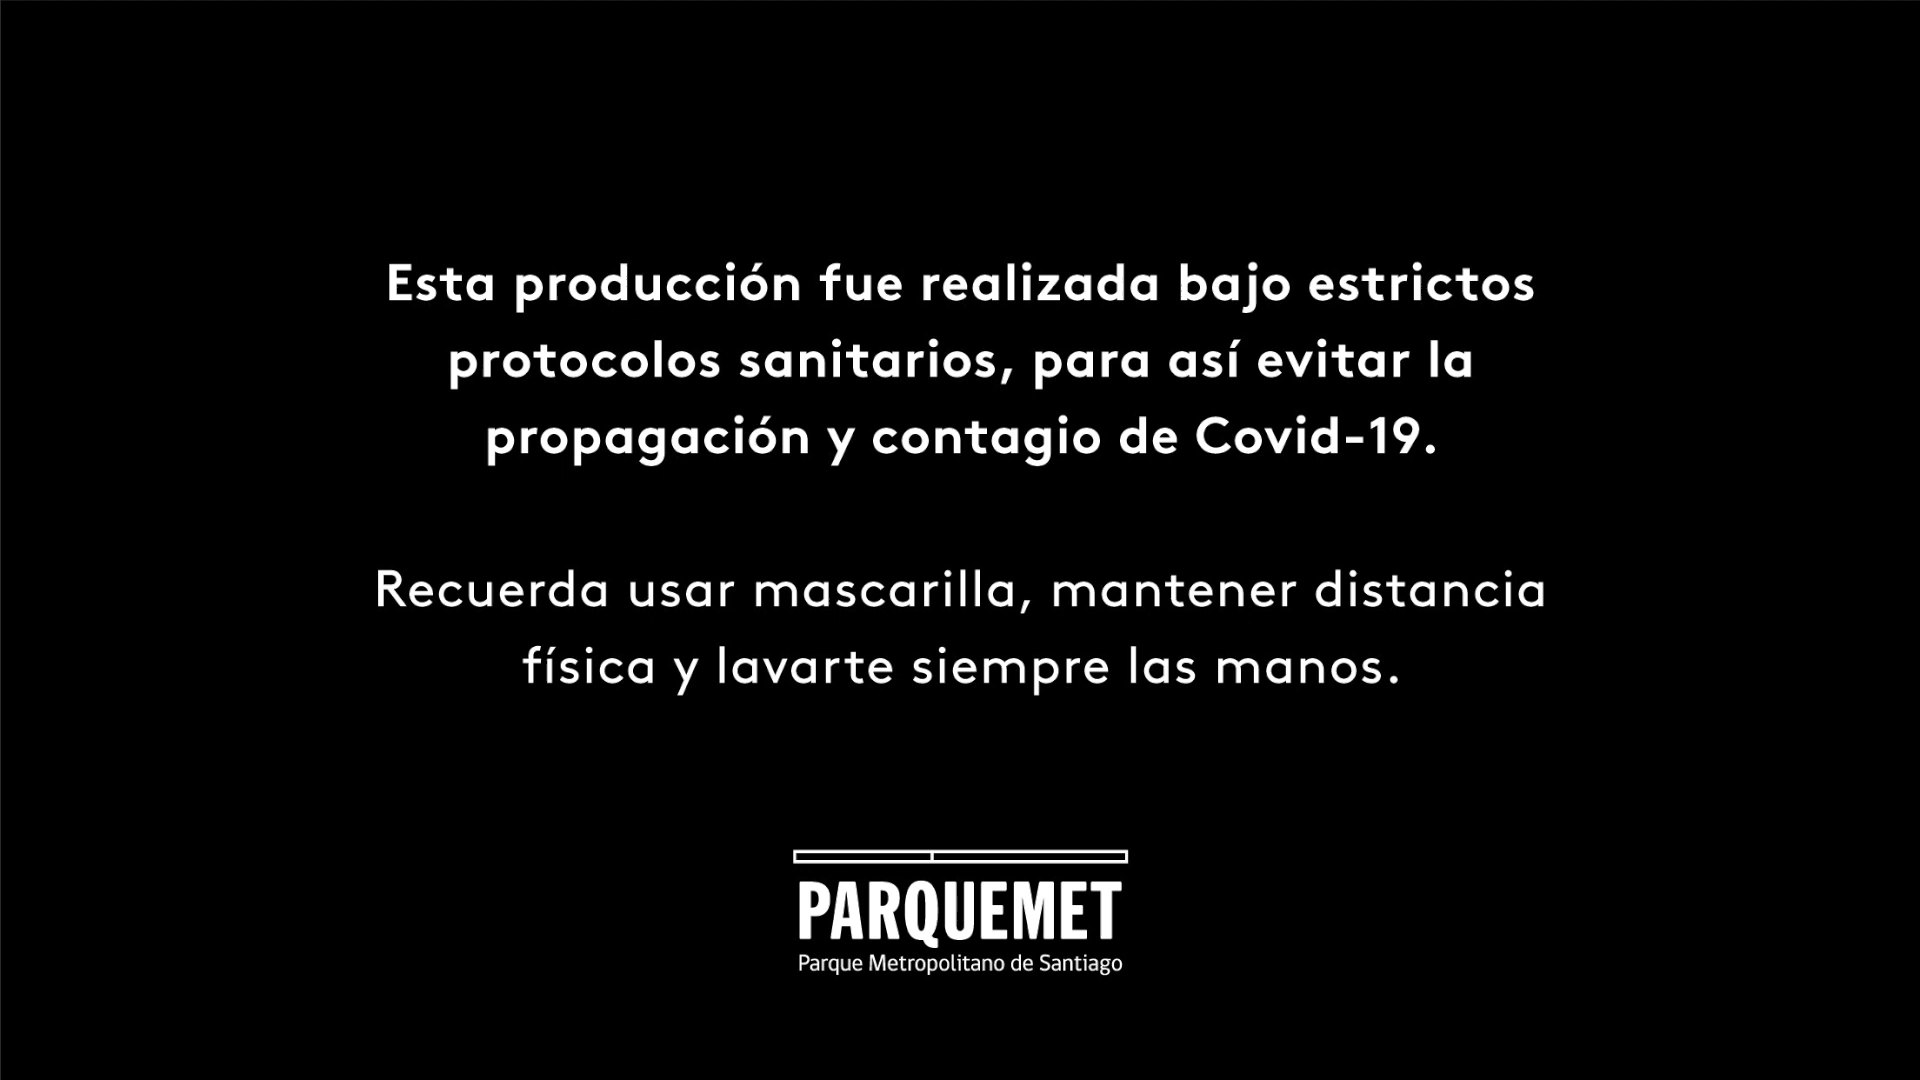 Esta producción fue realizada bajo estrictos
protocolos sanitarios, para así evitar la
propagación y contagio de Covid-19.
Recuerda usar mascarilla, mantener distancia
física y lavarte siempre las manos.
PARQUEMET
Parque Metropolitano de Santiago